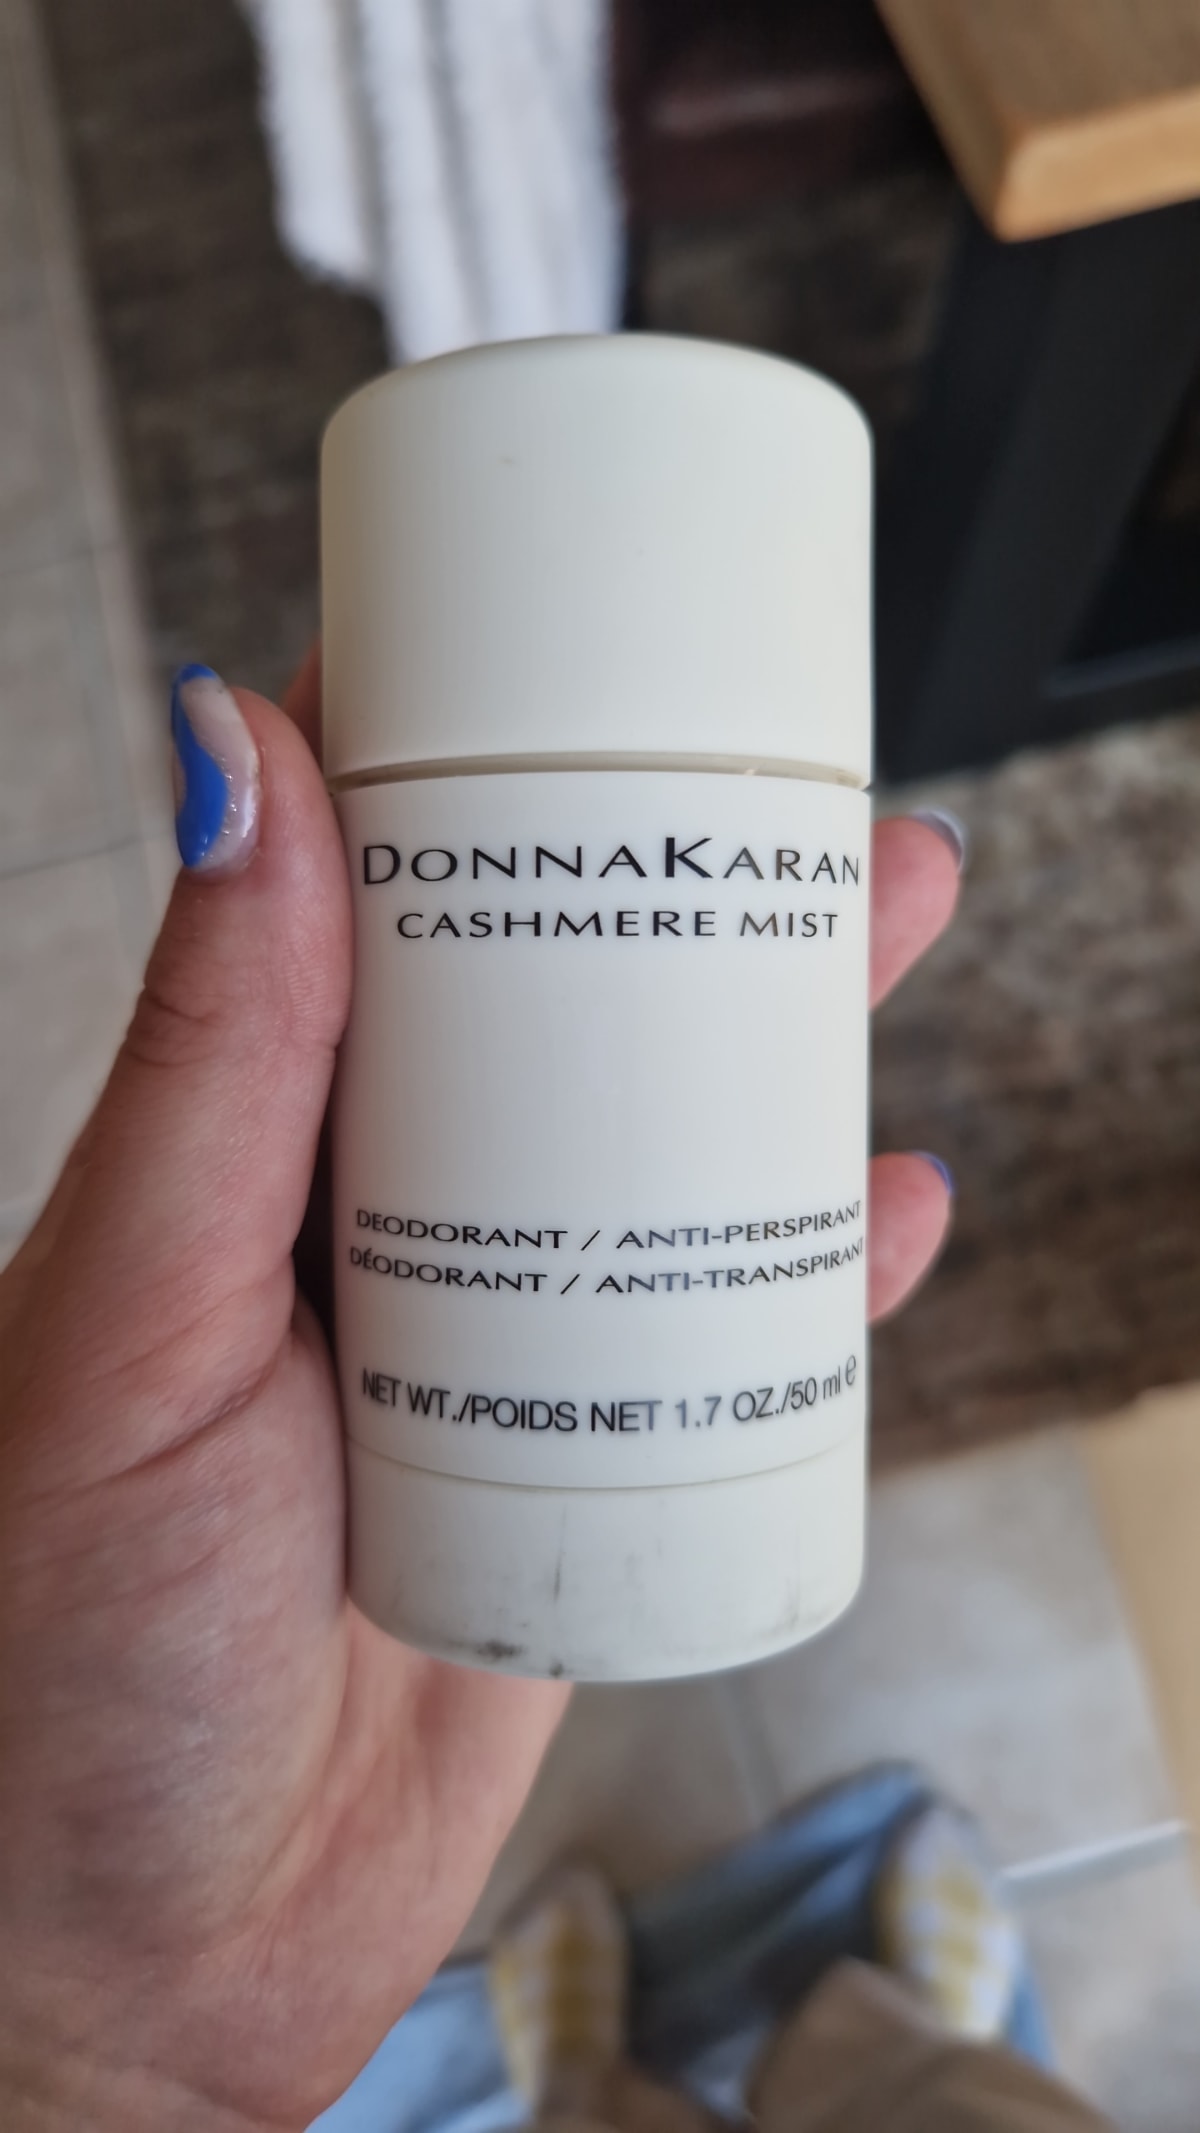 DONNAKARAN
CASHMERE MIST
DEODORANT / ANTI-PERSPIRANT
DÉODORANT / ANTI-TRANSPIRANT
NET WT./POIDS NET 1.7 OZ./50 ml ℮